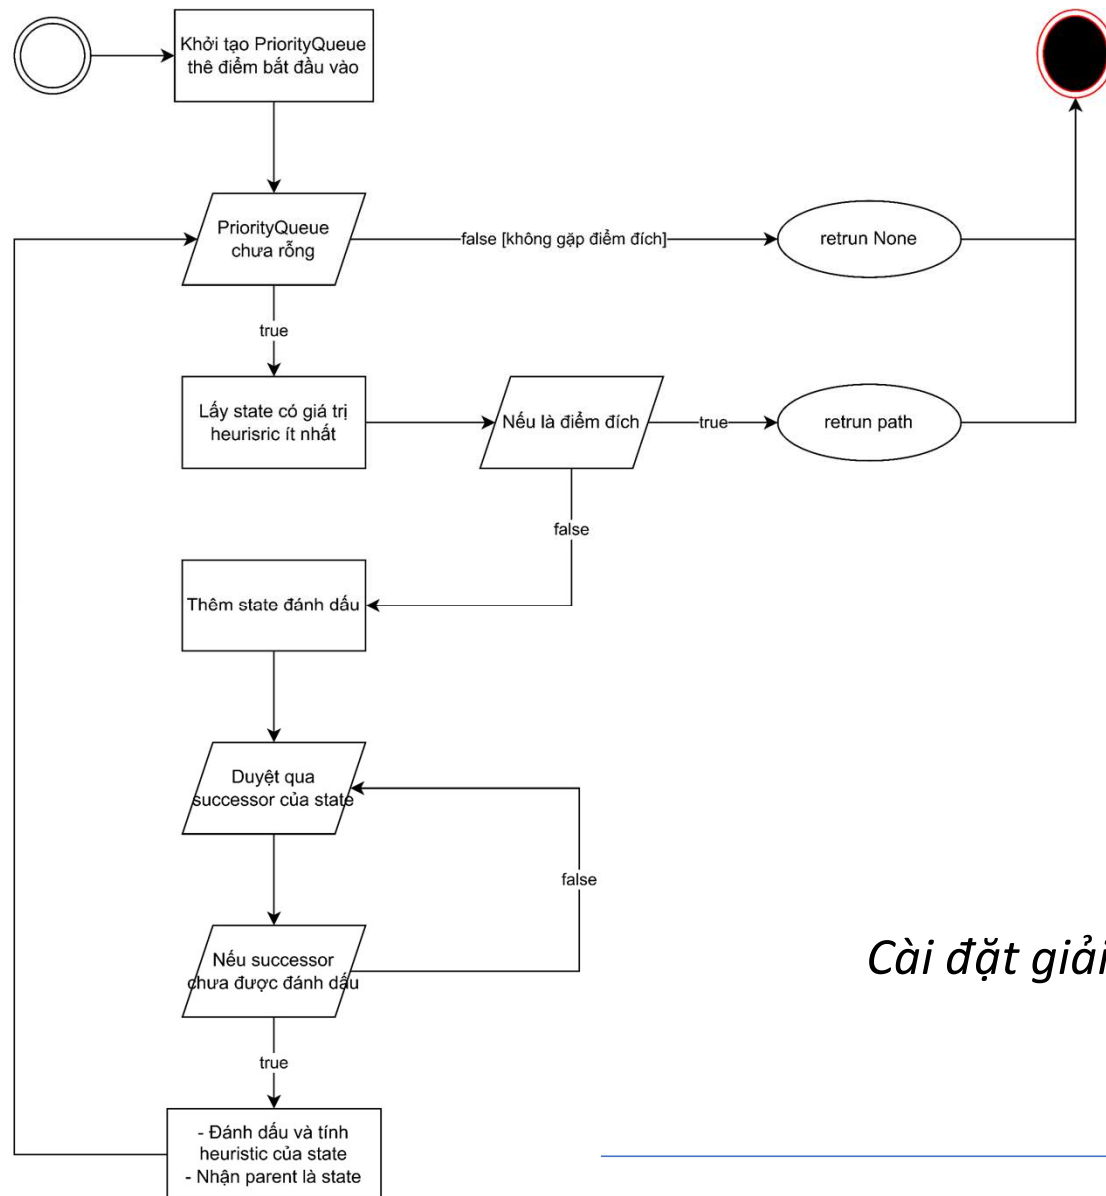 Khởi tạo PriorityQueue
thê điểm bắt đầu vào
PriorityQueue
chưa rỗng
false [không gặp điểm đích]
retrun None
true
Lấy state có giá trị
heurisric ít nhất
Nếu là điểm đích
true
retrun path
false
Thêm state đánh dấu
Duyệt qua
successor của state
false
Nếu successor
chưa được đánh dấu
Cài đặt giải
true
- Đánh dấu và tính
heuristic của state
- Nhận parent là state